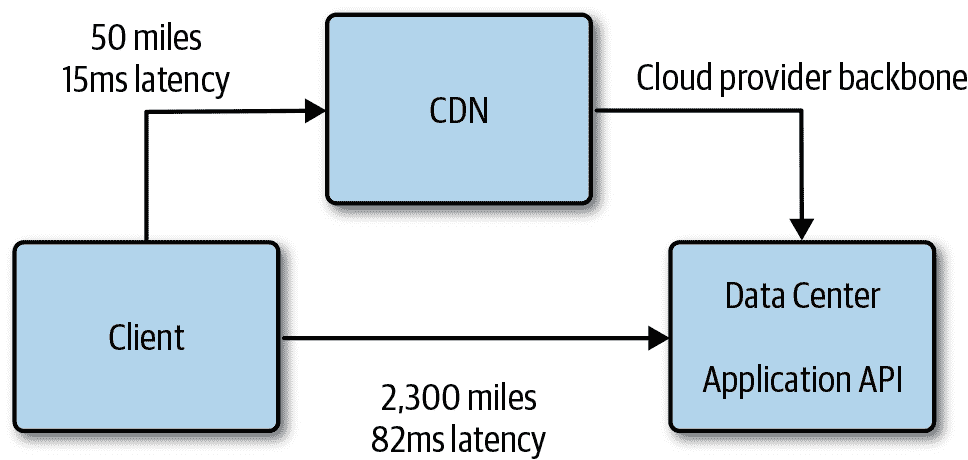 50 miles
15ms latency
CDN
Cloud provider backbone
Client
Data Center
Application API
2,300 miles
82ms latency